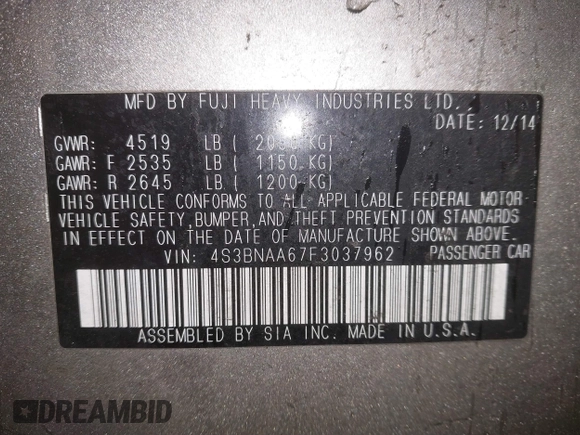 MFD BY FUJI HEAVY INDUSTRIES LTD.
DATE: 12/14
GVWR: 4519 LB ( 2050 KG)
GAWR: F 2535 LB ( 1150 KG)
GAWR: R 2645 LB ( 1200 KG)
THIS VEHICLE CONFORMS TO ALL APPLICABLE FEDERAL MOTOR
VEHICLE SAFETY, BUMPER, AND THEFT PREVENTION STANDARDS
IN EFFECT ON THE DATE OF MANUFACTURE SHOWN ABOVE.
VIN: 4S3BNAA67F3037962 PASSENGER CAR
ASSEMBLED BY SIA INC. MADE IN U.S.A.
DREAMBID